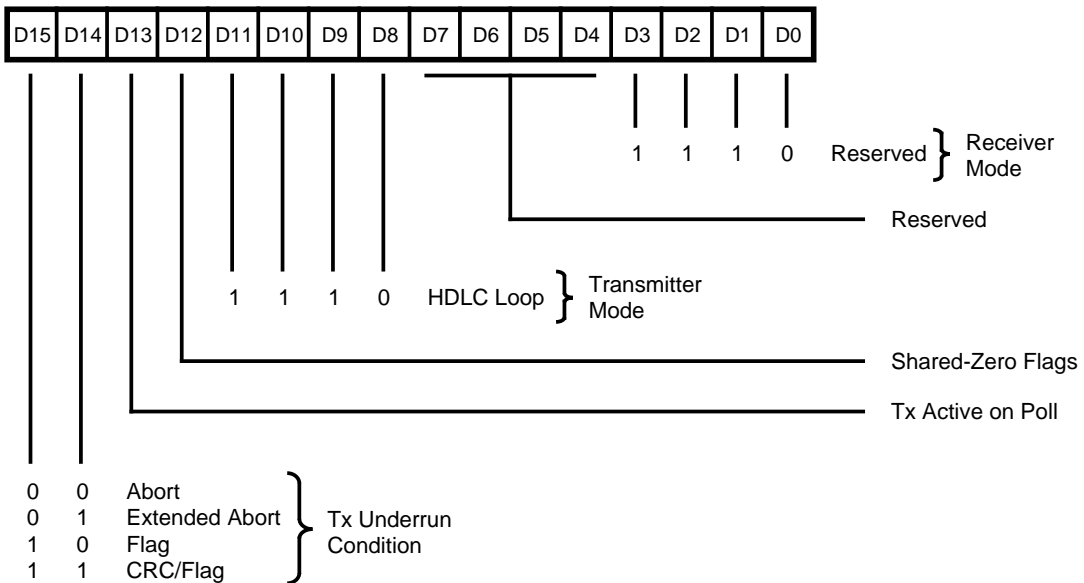 D15 D14 D13 D12 D11 D10 D9 D8 D7 D6 D5 D4 D3 D2 D1 D0
1 1 1 0 Reserved } Receiver
Mode
Reserved
1 1 1 0 HDLC Loop } Transmitter
Mode
Shared-Zero Flags
Tx Active on Poll
0 0 Abort
0 1 Extended Abort
1 0 Flag
1 1 CRC/Flag
Tx Underrun
Condition